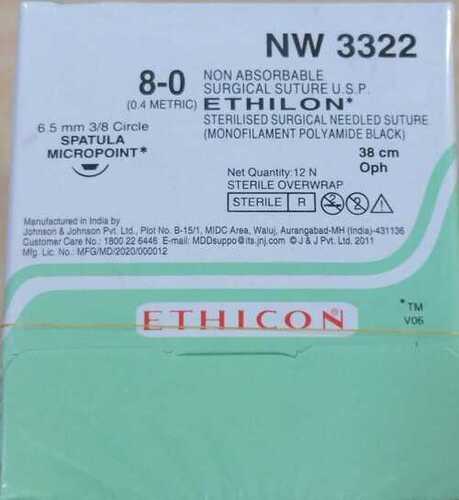 NW 3322
8-0
(0.4 METRIC)
NON ABSORBABLE
SURGICAL SUTURE U.S.P.
ETHILON*
STERILISED SURGICAL NEEDLED SUTURE
(MONOFILAMENT POLYAMIDE BLACK)
6.5 mm 3/8 Circle
SPATULA
MICROPOINT*
38 cm
Oph
Net Quantity:12 N
STERILE OVERWRAP
STERILE R
Manufactured in India by
Johnson & Johnson Pvt. Ltd., Plot No. B-15/1, MIDC Area, Waluj, Aurangabad-MH (India)-431136
Customer Care No.: 1800 22 6446 E-mail: MDDsuppo@its.jnj.com © J & J Pvt. Ltd. 2011
Mfg. Lic. No.: MFG/MD/2020/000012
ETHICON®
*TM
V06